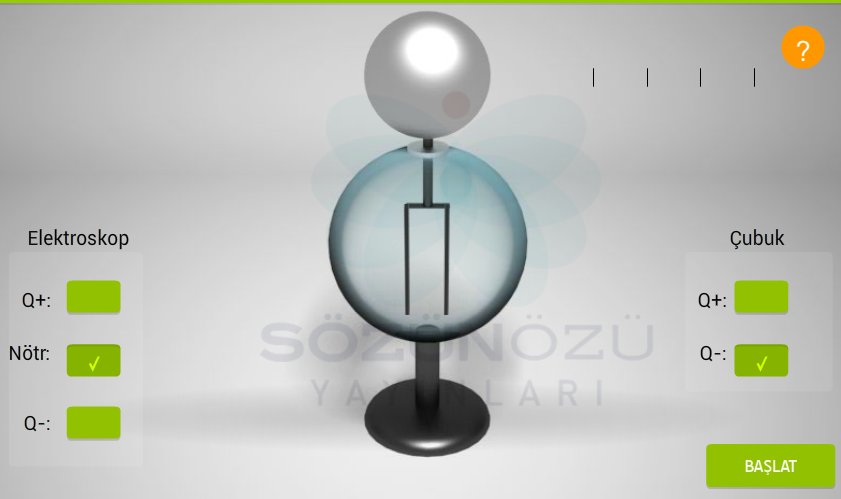 ?
Elektroskop
Çubuk
Q+:
Q+:
Nötr:
Q-:
Q-:
SÖZÜNÖZÜ
YAYINLARI
BAŞLAT